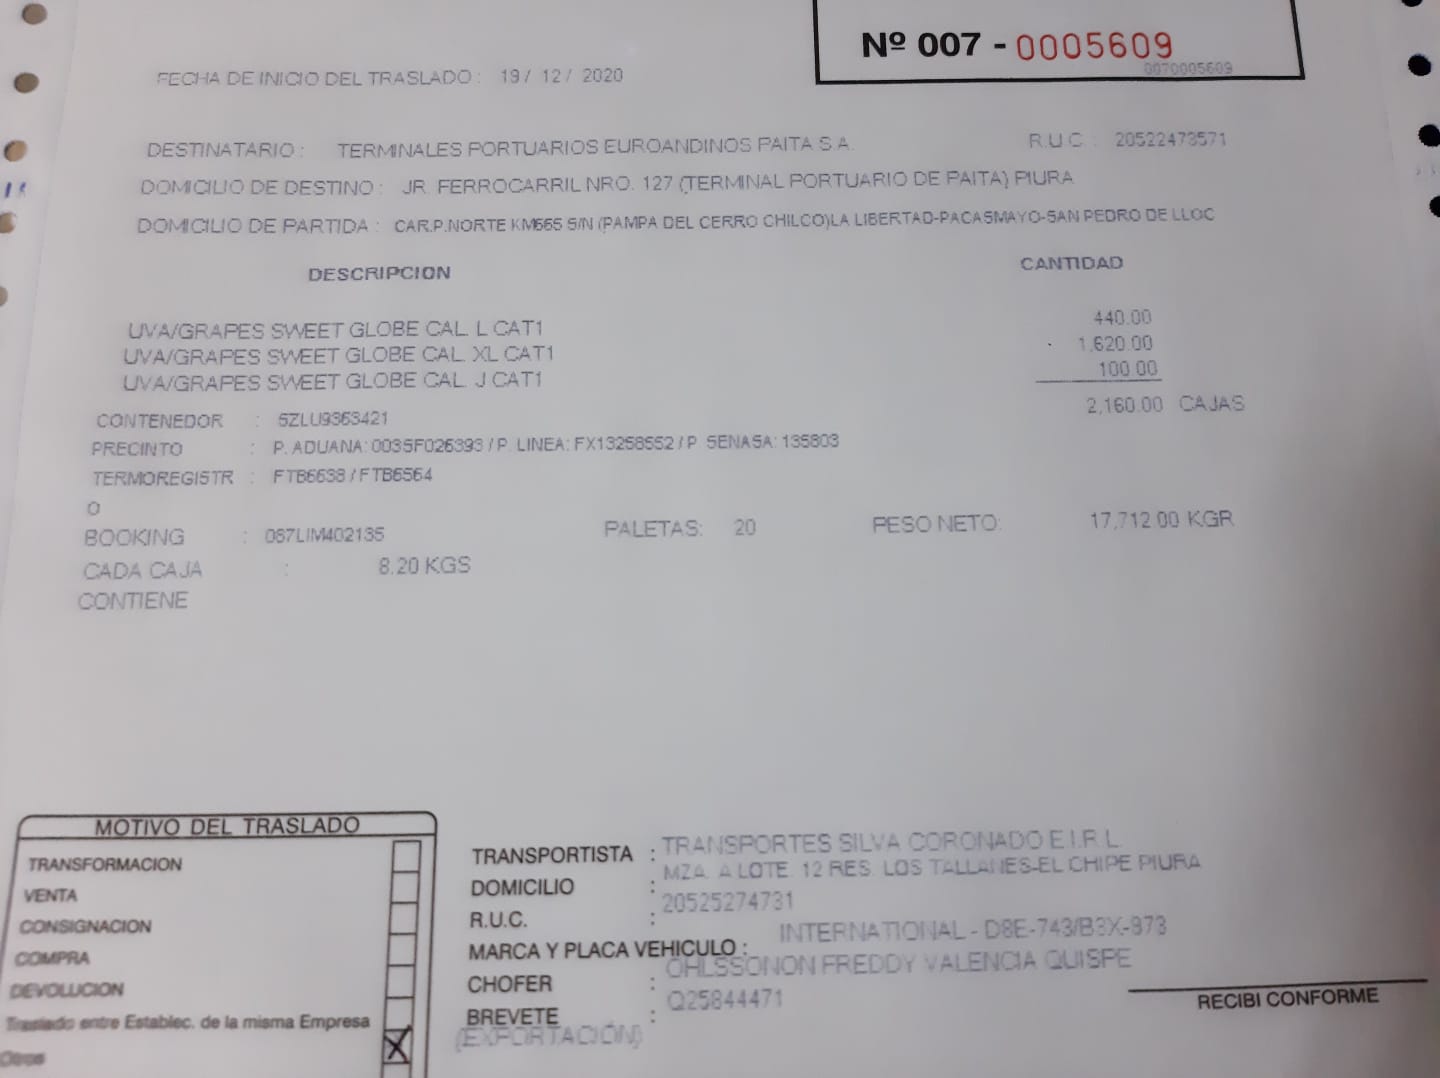 Nº 007 - 0005609
0070005609
FECHA DE INICIO DEL TRASLADO : 19 / 12 / 2020
DESTINATARIO : TERMINALES PORTUARIOS EUROANDINOS PAITA S.A. R.U.C. : 20522473571
DOMICILIO DE DESTINO : JR. FERROCARRIL NRO. 127 (TERMINAL PORTUARIO DE PAITA) PIURA
DOMICILIO DE PARTIDA : CAR.P.NORTE KM665 S/N (PAMPA DEL CERRO CHILCO)LA LIBERTAD-PACASMAYO-SAN PEDRO DE LLOC
DESCRIPCION CANTIDAD
UVA/GRAPES SWEET GLOBE CAL. L CAT1 440.00
UVA/GRAPES SWEET GLOBE CAL. XL CAT1 1,620.00
UVA/GRAPES SWEET GLOBE CAL. J CAT1 100.00
2,160.00 CAJAS
CONTENEDOR : SZLU9363421
PRECINTO : P. ADUANA: 0035F026393 / P. LINEA: FX13258552 / P. SENASA: 135803
TERMOREGISTR : FTB6638 / FTB6564
O
BOOKING : 067LIM402135 PALETAS: 20 PESO NETO: 17,712.00 KGR
CADA CAJA : 8.20 KGS
CONTIENE
MOTIVO DEL TRASLADO
TRANSFORMACION
VENTA
CONSIGNACION
COMPRA
DEVOLUCION
Traslado entre Establec. de la misma Empresa
Otros X
TRANSPORTISTA : TRANSPORTES SILVA CORONADO E.I.R.L.
DOMICILIO : MZA. A LOTE. 12 RES. LOS TALLANES-EL CHIPE PIURA
R.U.C. : 20525274731
MARCA Y PLACA VEHICULO : INTERNATIONAL - D8E-743/B3X-973
CHOFER : OHLSSONON FREDDY VALENCIA QUISPE
BREVETE : Q25844471
(EXPORTACIÓN)
RECIBI CONFORME